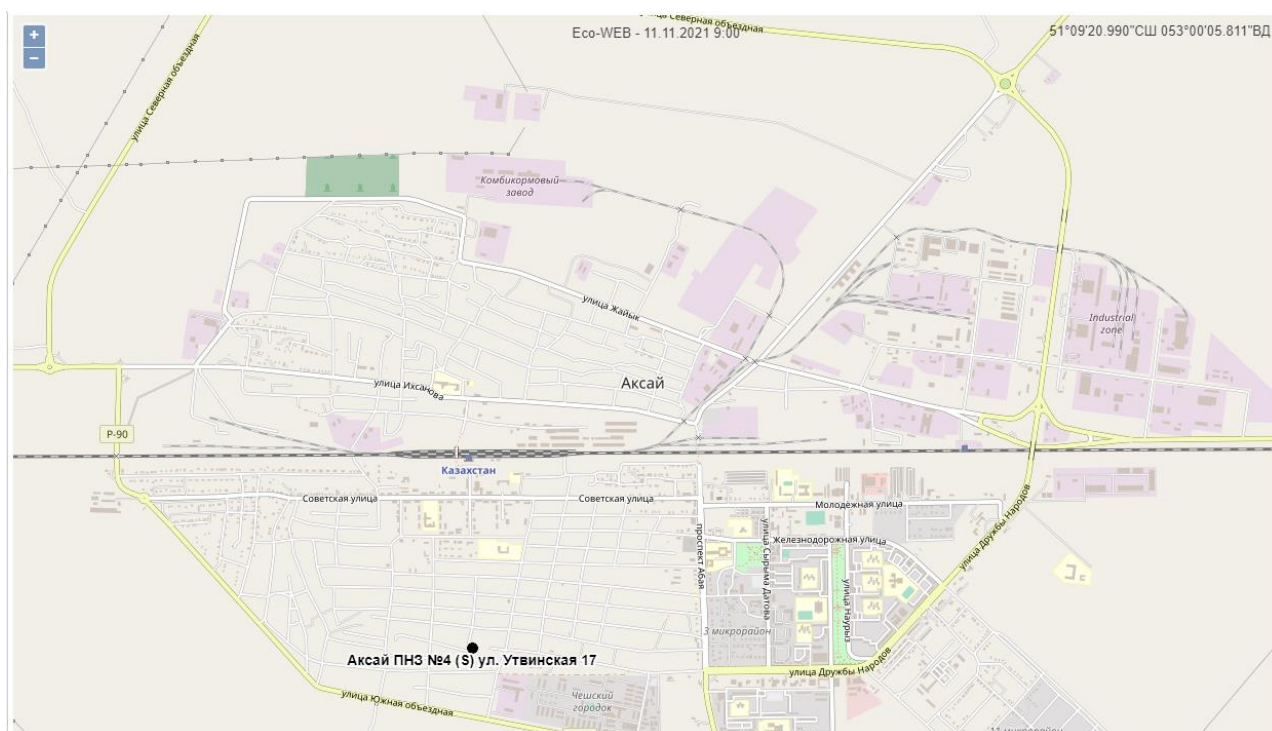 улица Северная объездная
Eco-WEB - 11.11.2021 9:00
51°09'20.990"СШ 053°00'05.811"ВД
+
−
улица Северная объездная
Комбикормовый
завод
улица Жайык
Industrial
zone
Аксай
улица Ихсанова
P-90
Казахстан
Советская улица
Советская улица
Молодежная улица
проспект Абая
улица Сырыма Датова
Железнодорожная улица
улица Наурыз
улица Дружбы Народов
3 микрорайон
Аксай ПНЗ №4 (S) ул. Утвинская 17
улица Дружбы Народов
улица Южная объездная
Чешский
городок
11 микрорайон